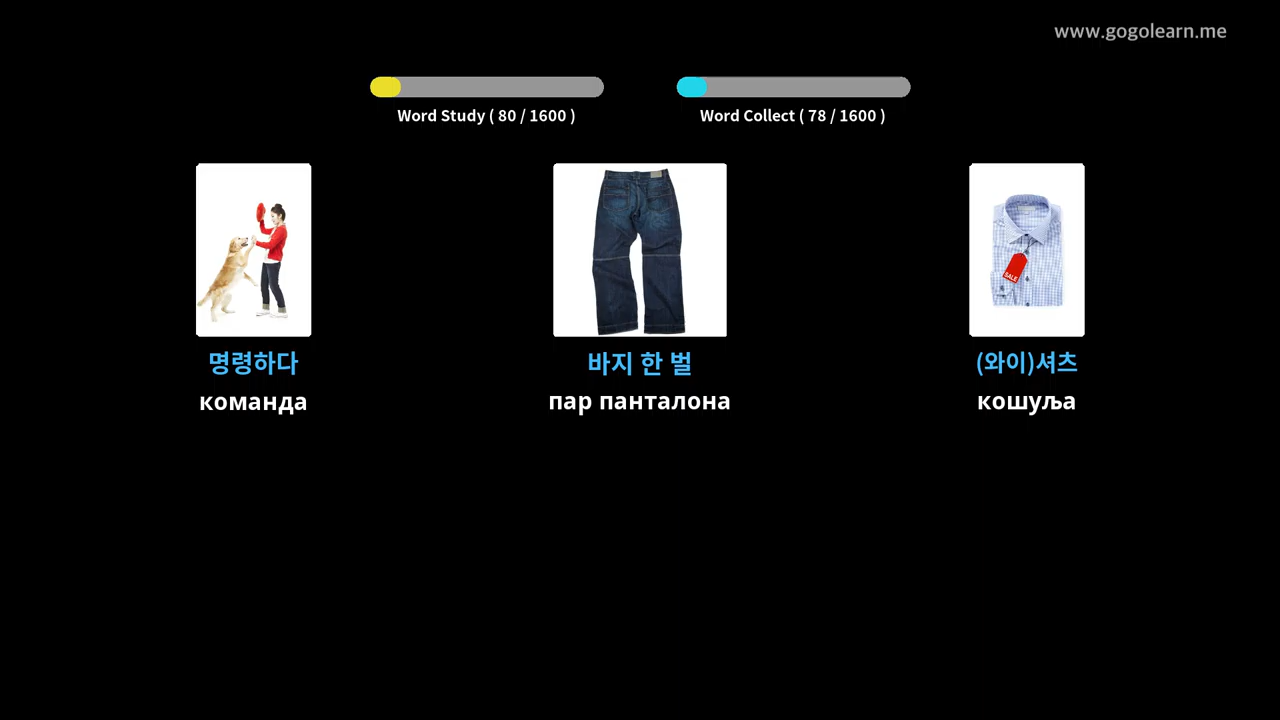 www.gogolearn.me
Word Study ( 80 / 1600 )
Word Collect ( 78 / 1600 )
SALE
명령하다
바지 한 벌
(와이)셔츠
команда
пар панталона
кошуља